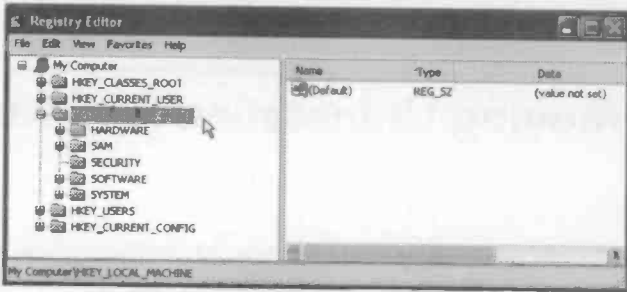 Registry Editor
File Edit View Favorites Help
My Computer
HKEY_CLASSES_ROOT
HKEY_CURRENT_USER
HARDWARE
SAM
SECURITY
SOFTWARE
SYSTEM
HKEY_USERS
HKEY_CURRENT_CONFIG
Name Type Data
(Default) REG_SZ (value not set)
My Computer\HKEY_LOCAL_MACHINE